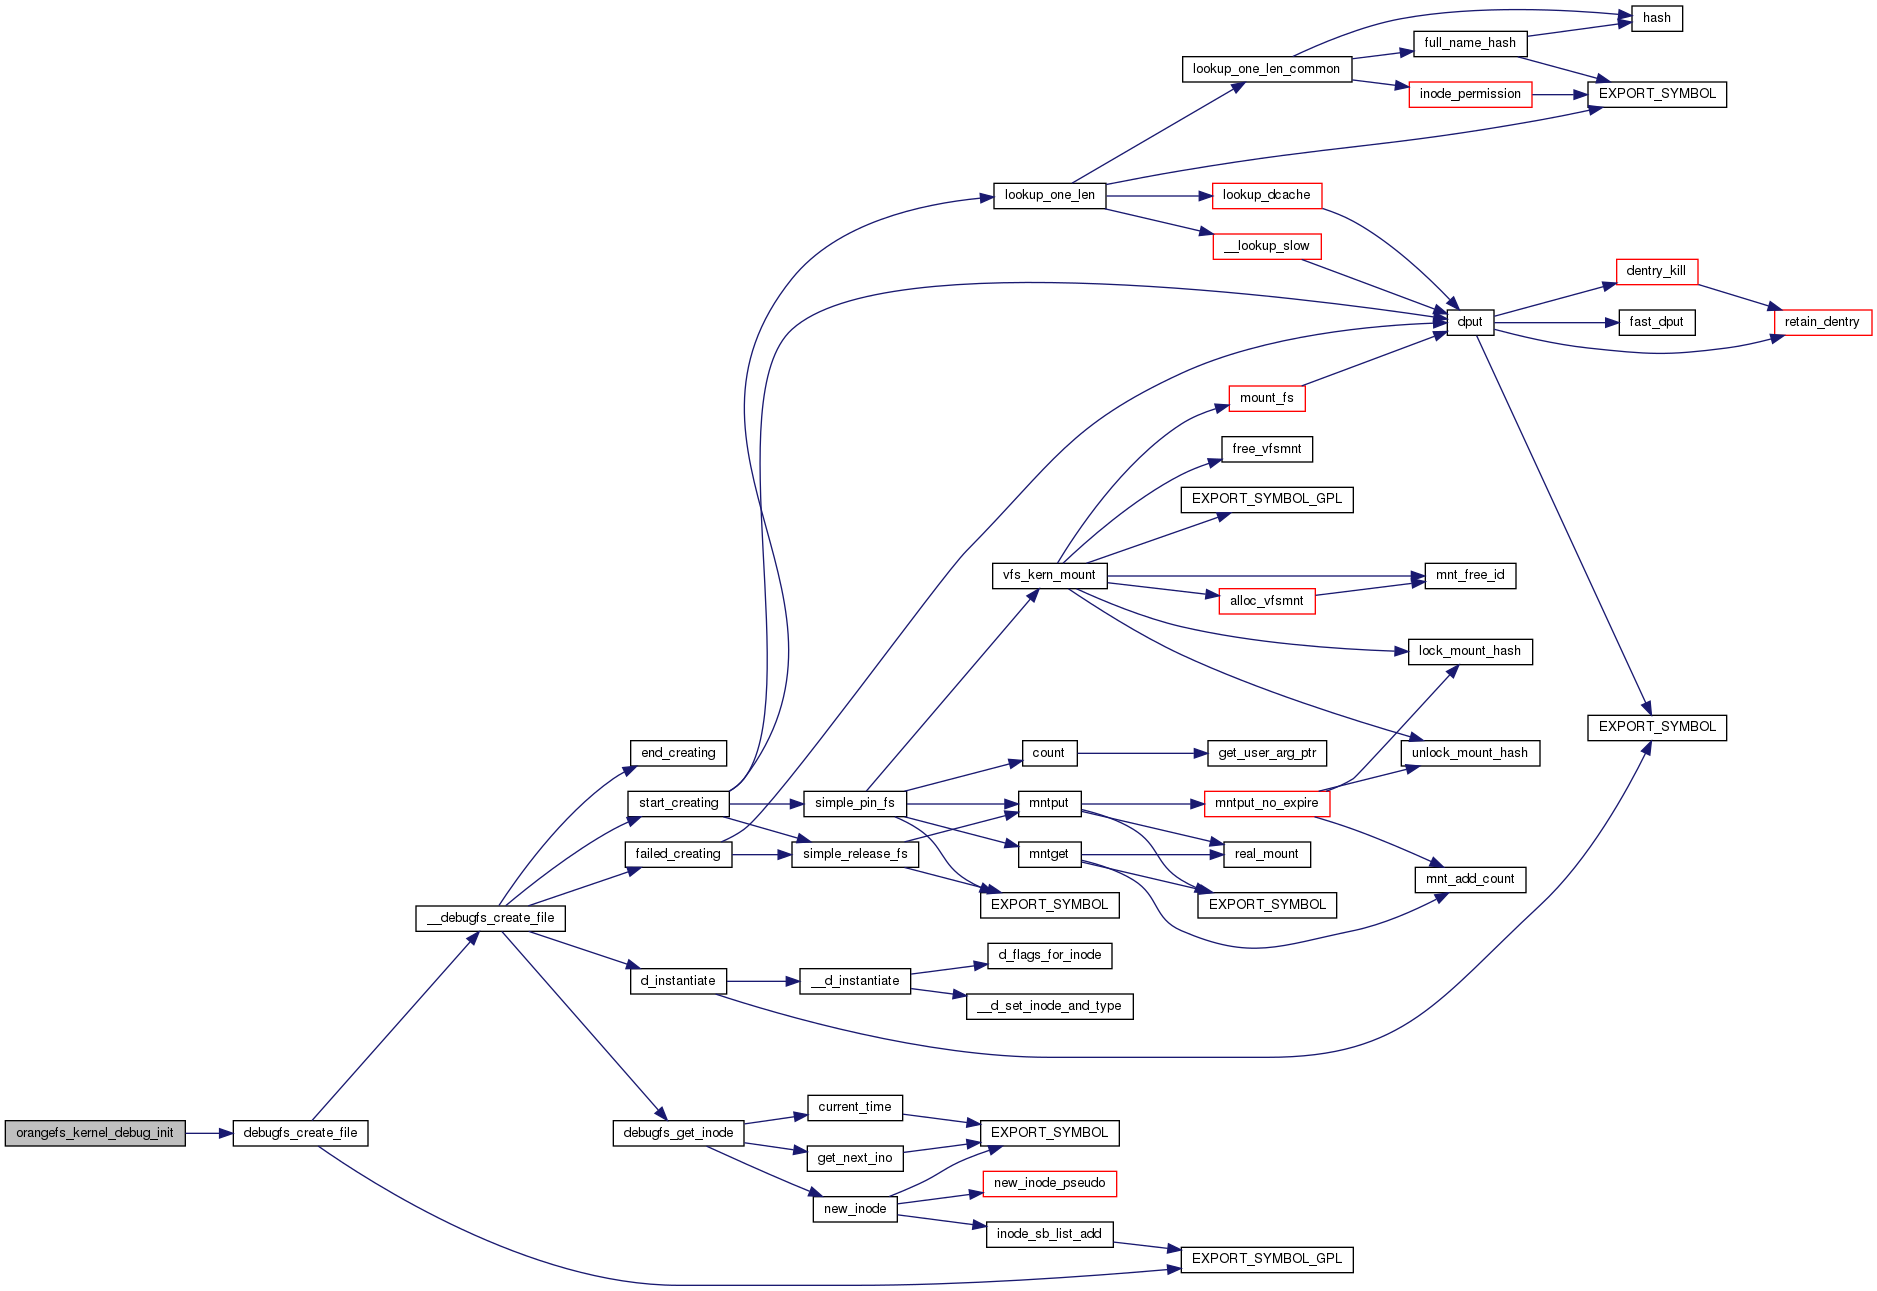 hash
full_name_hash
lookup_one_len_common
inode_permission
EXPORT_SYMBOL
lookup_one_len
lookup_dcache
__lookup_slow
dentry_kill
dput
fast_dput
retain_dentry
mount_fs
free_vfsmnt
EXPORT_SYMBOL_GPL
vfs_kern_mount
mnt_free_id
alloc_vfsmnt
lock_mount_hash
EXPORT_SYMBOL
end_creating
count
get_user_arg_ptr
unlock_mount_hash
start_creating
simple_pin_fs
mntput
mntput_no_expire
failed_creating
simple_release_fs
mntget
real_mount
mnt_add_count
EXPORT_SYMBOL
EXPORT_SYMBOL
__debugfs_create_file
d_flags_for_inode
d_instantiate
__d_instantiate
__d_set_inode_and_type
current_time
orangefs_kernel_debug_init
debugfs_create_file
debugfs_get_inode
EXPORT_SYMBOL
get_next_ino
new_inode_pseudo
new_inode
inode_sb_list_add
EXPORT_SYMBOL_GPL